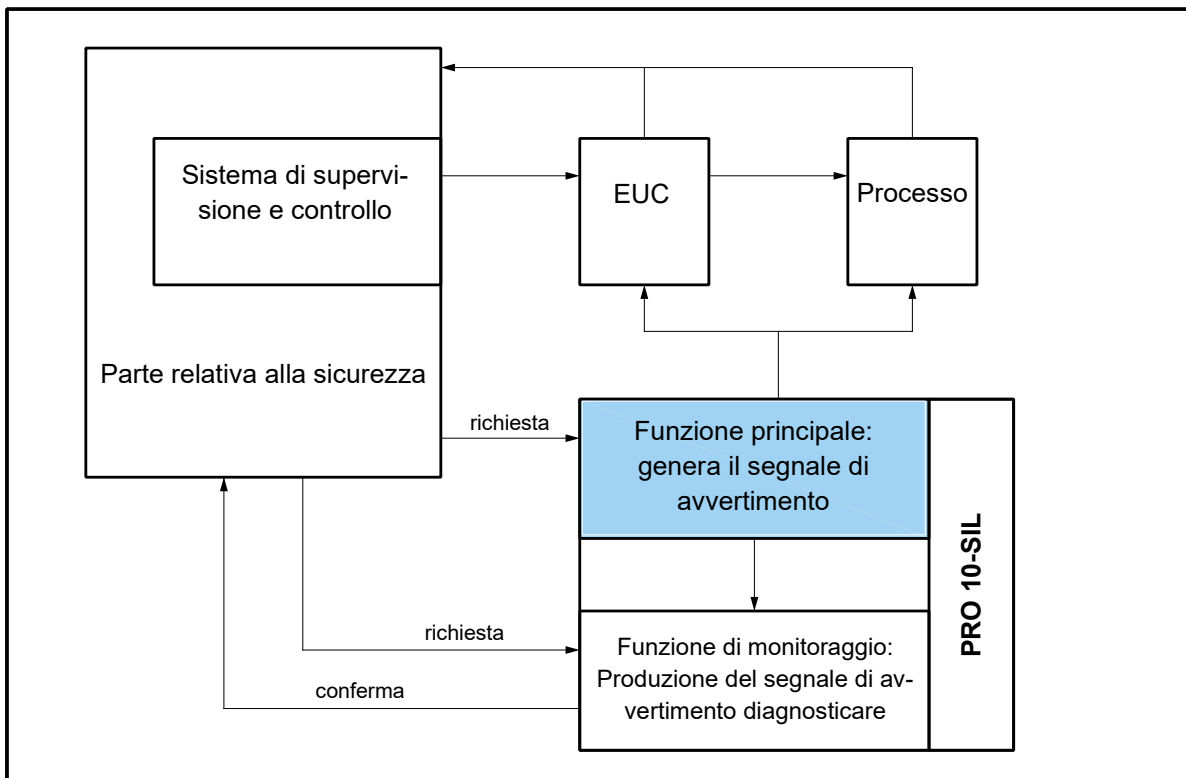 Sistema di supervi-
sione e controllo
EUC
Processo
Parte relativa alla sicurezza
richiesta
Funzione principale:
genera il segnale di
avvertimento
PRO 10-SIL
richiesta
Funzione di monitoraggio:
Produzione del segnale di av-
vertimento diagnosticare
conferma